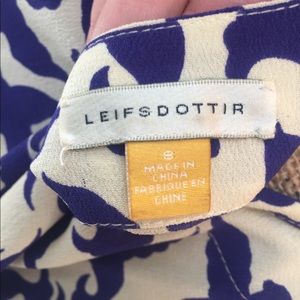 LEIFSDOTTIR
8
MADE IN
CHINA
FABRIQUE EN
CHINE